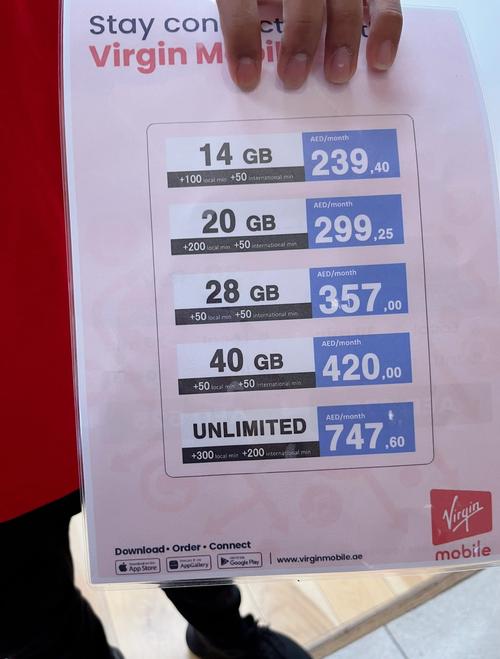 Stay
Virgin
14 GB
+100 local min +50 international min
AED/month
239,40
20 GB
+200 local min +50 international min
AED/month
299,25
28 GB
+50 local min +50 international min
AED/month
357,00
40 GB
+50 local min +50 international min
AED/month
420,00
UNLIMITED
+300 local min +200 international min
AED/month
747,60
Virgin
mobile
Download • Order • Connect
App Store
AppGallery
Google Play
www.virginmobile.ae